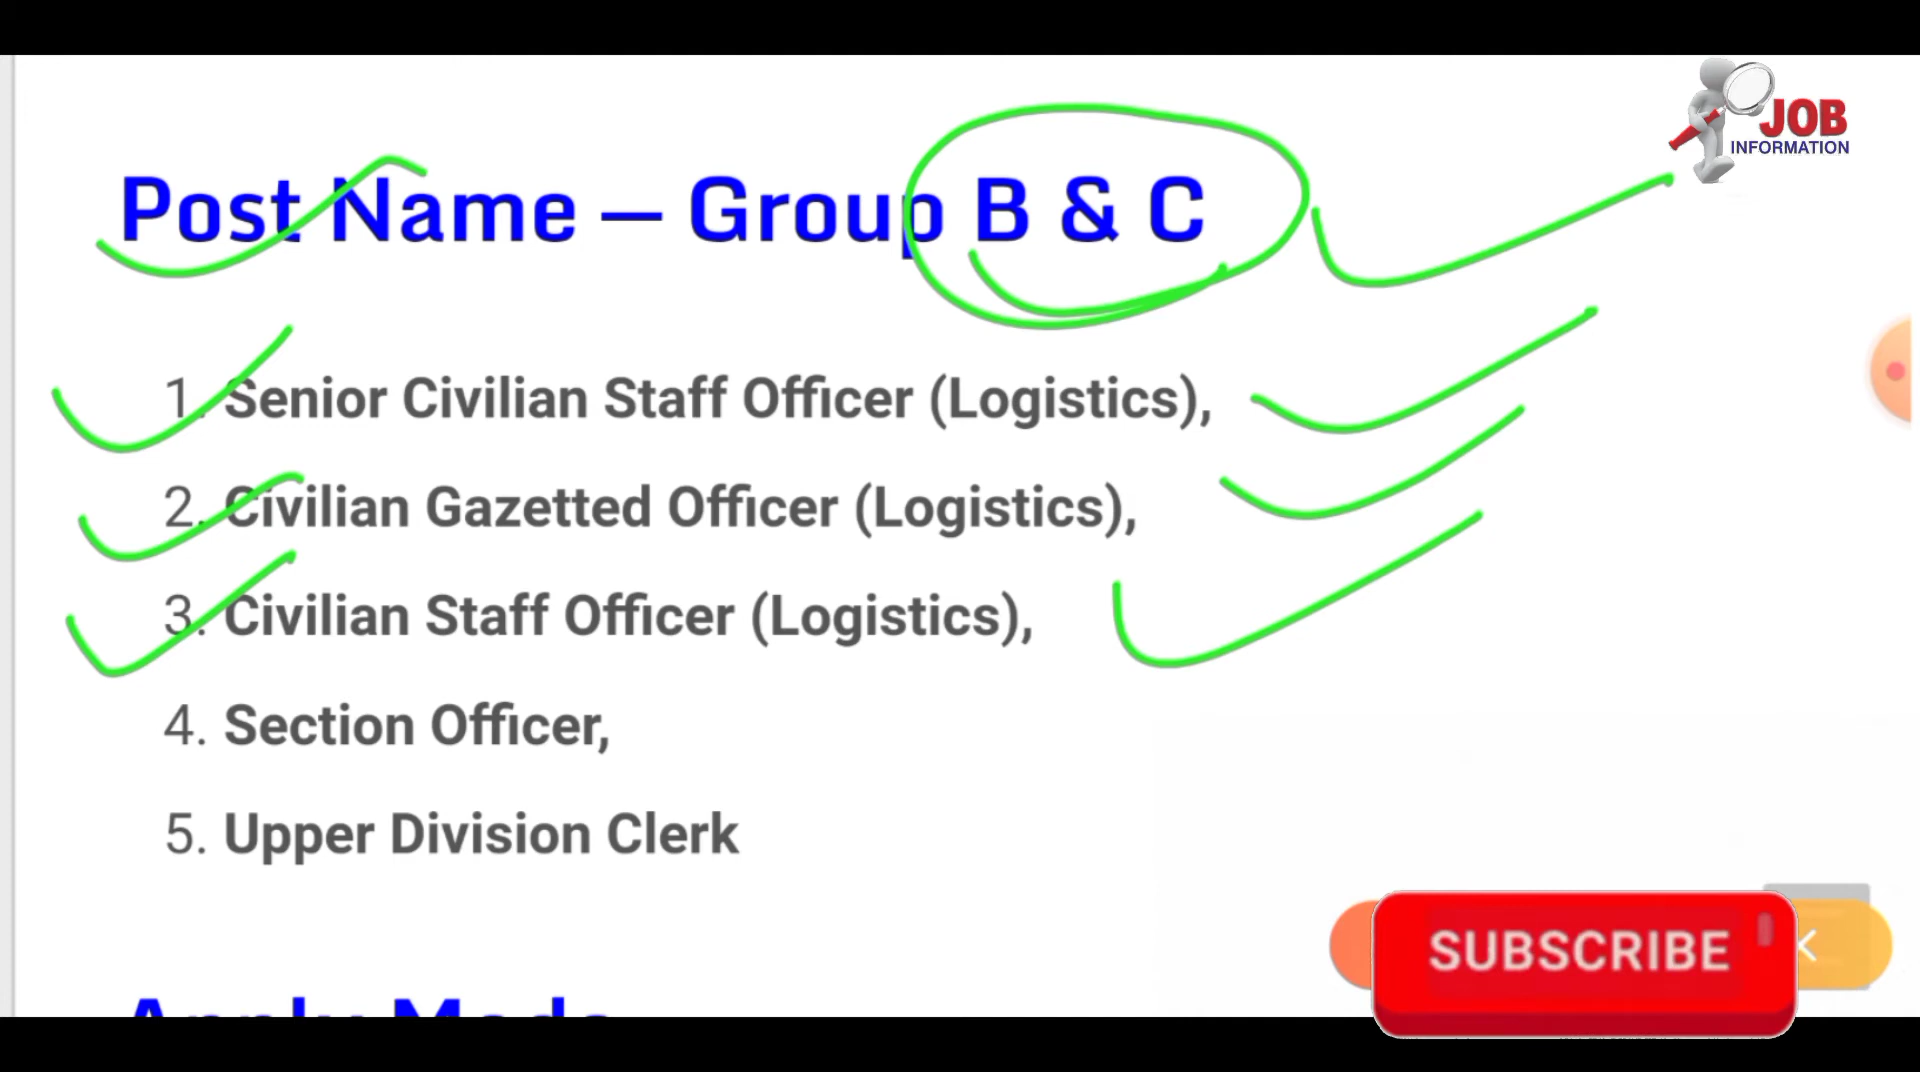 JOB
INFORMATION
Post Name – Group B & C
1. Senior Civilian Staff Officer (Logistics),
2. Civilian Gazetted Officer (Logistics),
3. Civilian Staff Officer (Logistics),
4. Section Officer,
5. Upper Division Clerk
SUBSCRIBE